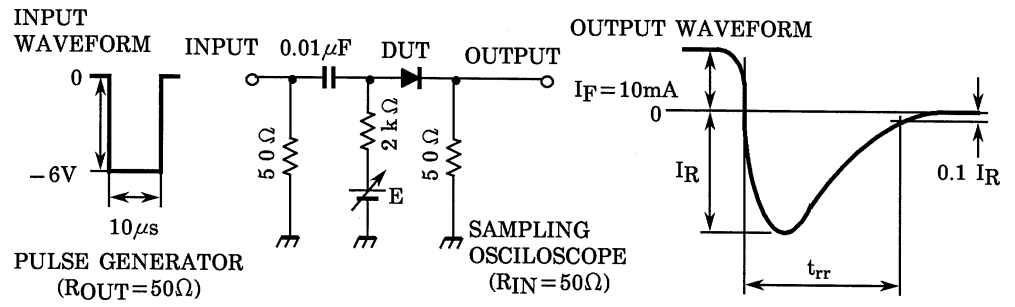 INPUT
WAVEFORM
0
−6V
10μs
PULSE GENERATOR
(ROUT=50Ω)
INPUT
0.01μF
DUT
OUTPUT
50Ω
2kΩ
E
50Ω
SAMPLING
OSCILOSCOPE
(RIN=50Ω)
OUTPUT WAVEFORM
IF=10mA
0
IR
0.1 IR
trr